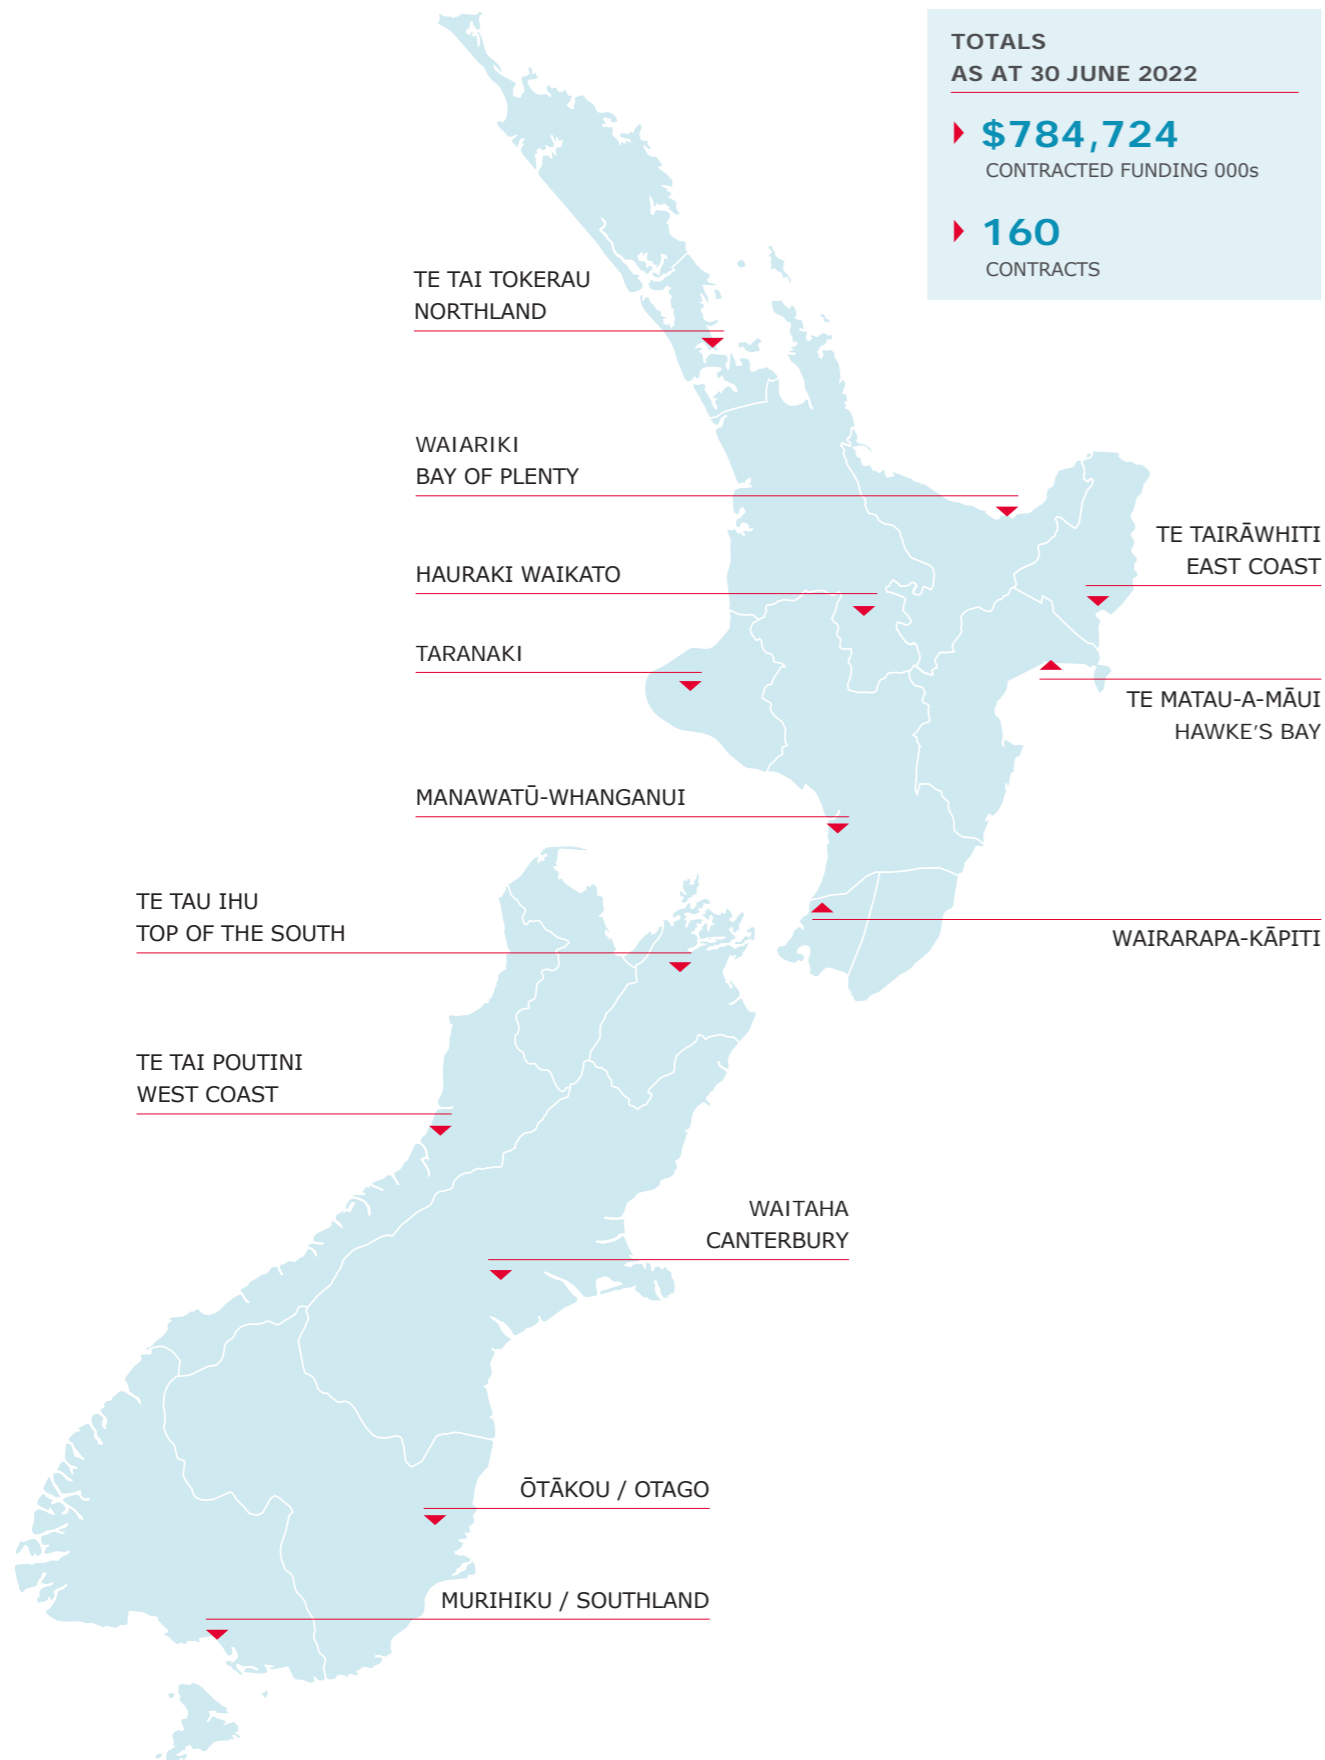 TOTALS
AS AT 30 JUNE 2022
$784,724
CONTRACTED FUNDING 000s
160
CONTRACTS
TE TAI TOKERAU
NORTHLAND
WAIARIKI
BAY OF PLENTY
TE TAIRĀWHITI
EAST COAST
HAURAKI WAIKATO
TARANAKI
TE MATAU-A-MĀUI
HAWKE'S BAY
MANAWATŪ-WHANGANUI
TE TAU IHU
TOP OF THE SOUTH
WAIRARAPA-KĀPITI
TE TAI POUTINI
WEST COAST
WAITAHA
CANTERBURY
ŌTĀKOU / OTAGO
MURIHIKU / SOUTHLAND